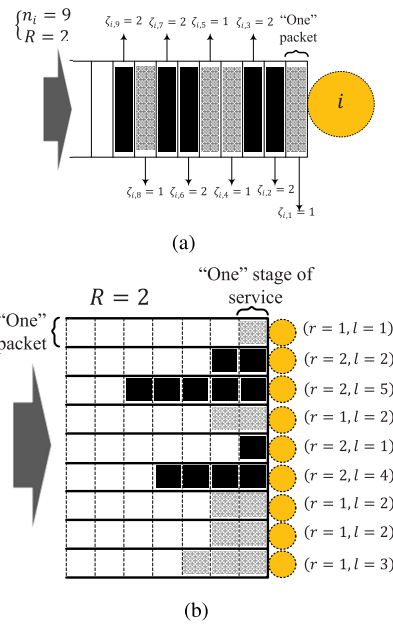 n_i = 9
R = 2
ζ_{i,9} = 2 ζ_{i,7} = 2 ζ_{i,5} = 1 ζ_{i,3} = 2
“One”
packet
i
ζ_{i,8} = 1 ζ_{i,6} = 2 ζ_{i,4} = 1 ζ_{i,2} = 2
ζ_{i,1} = 1
(a)
“One” stage of
service
R = 2
“One”
packet
(r = 1, l = 1)
(r = 2, l = 2)
(r = 2, l = 5)
(r = 1, l = 2)
(r = 2, l = 1)
(r = 2, l = 4)
(r = 1, l = 2)
(r = 1, l = 2)
(r = 1, l = 3)
(b)